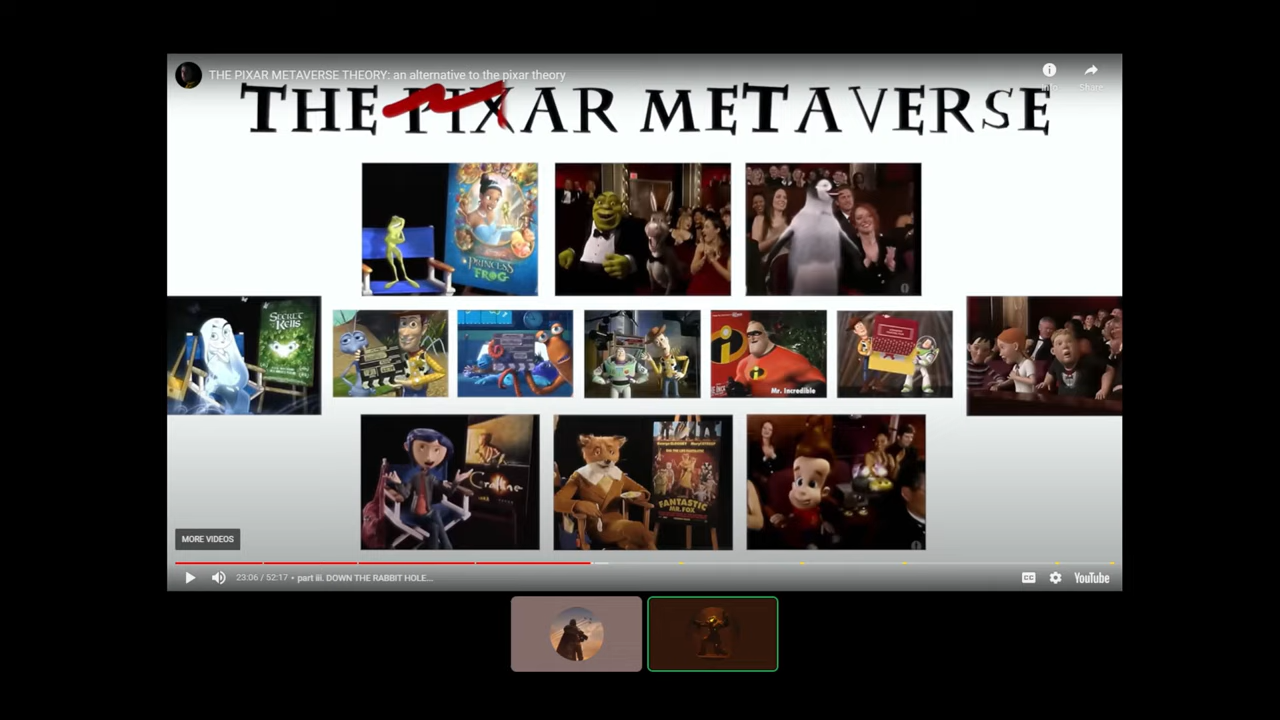 THE PIXAR METAVERSE THEORY: an alternative to the pixar theory
Info
Share
THE PIXAR METAVERSE
PRINCESS
FROG
SECRET
KELLS
Mr. Incredible
Coraline
FANTASTIC
MR. FOX
MORE VIDEOS
23:06 / 52:17 • part iii. DOWN THE RABBIT HOLE...
CC
YouTube